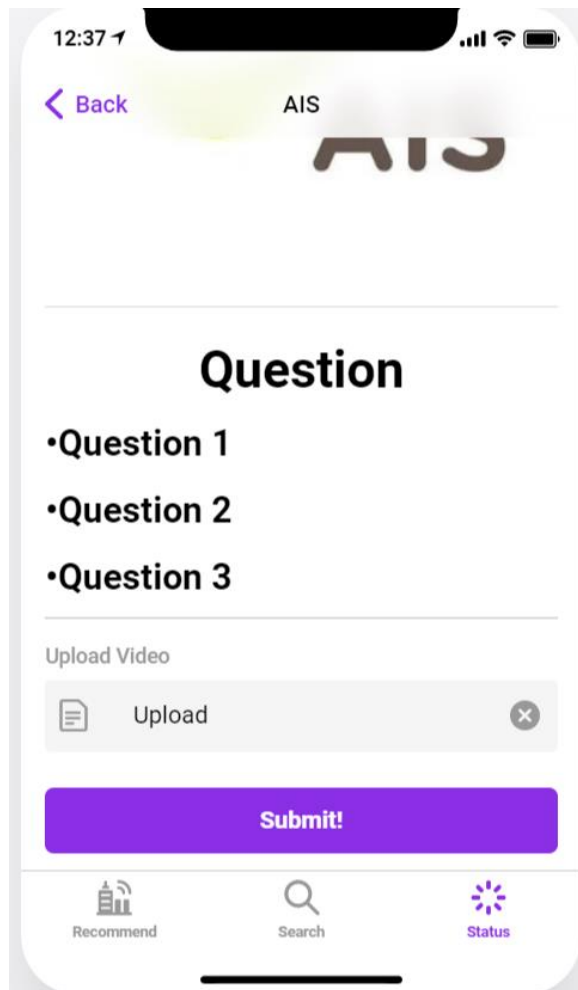 12:37
Back
AIS
AIS
Question
•Question 1
•Question 2
•Question 3
Upload Video
Upload
Submit!
Recommend
Search
Status